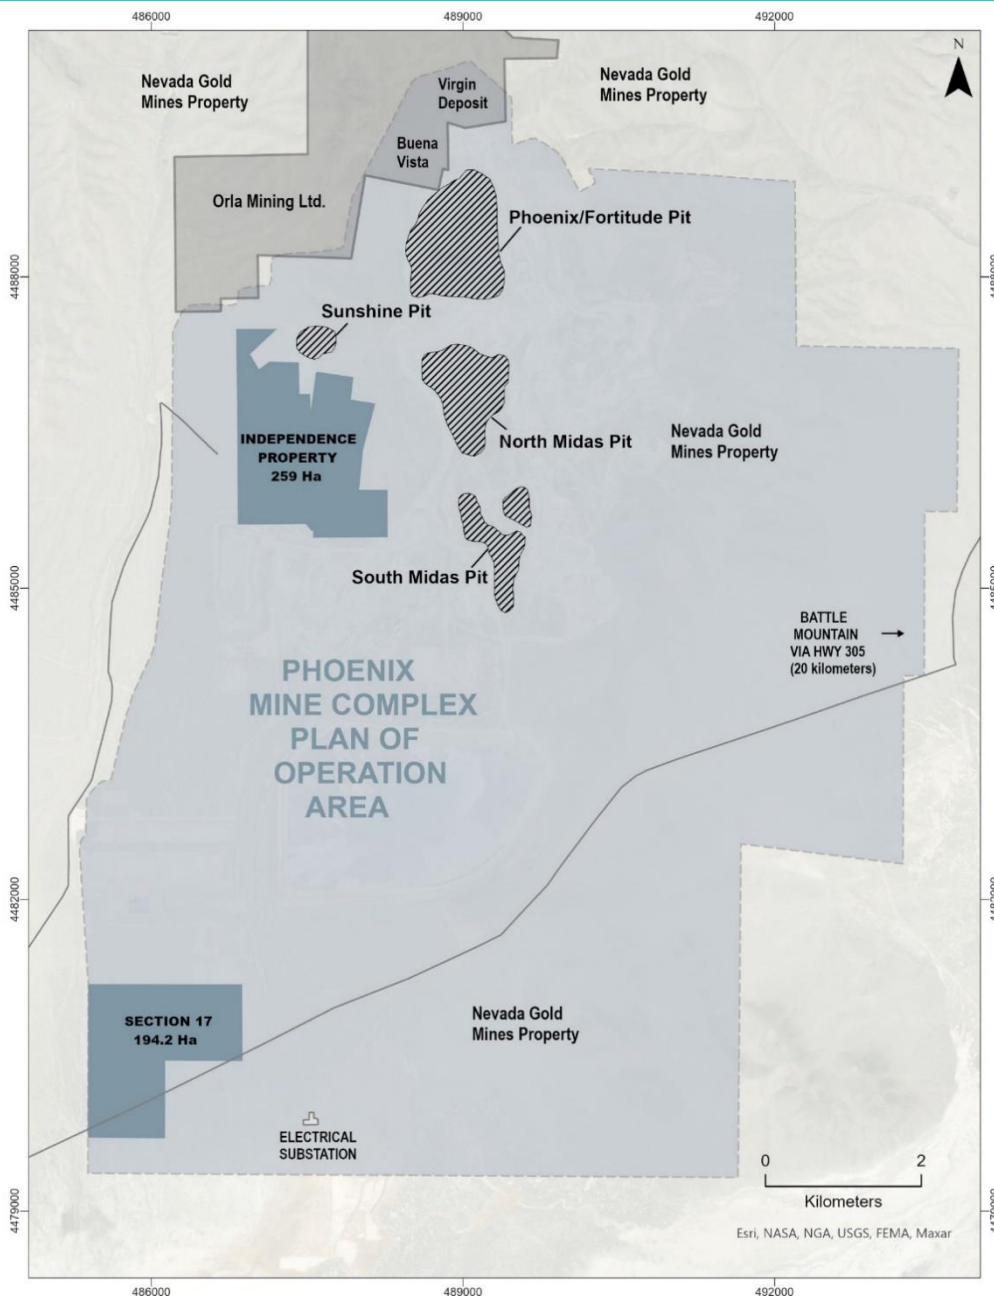 486000
489000
492000
N
Nevada Gold
Mines Property
Virgin
Deposit
Nevada Gold
Mines Property
Buena
Vista
Orla Mining Ltd.
Phoenix/Fortitude Pit
4488000
4488000
Sunshine Pit
INDEPENDENCE
PROPERTY
259 Ha
North Midas Pit
Nevada Gold
Mines Property
South Midas Pit
4485000
4485000
BATTLE
MOUNTAIN
VIA HWY 305
(20 kilometers)
PHOENIX
MINE COMPLEX
PLAN OF
OPERATION
AREA
4482000
4482000
SECTION 17
194.2 Ha
Nevada Gold
Mines Property
ELECTRICAL
SUBSTATION
0 2
Kilometers
4479000
4479000
Esri, NASA, NGA, USGS, FEMA, Maxar
486000
489000
492000